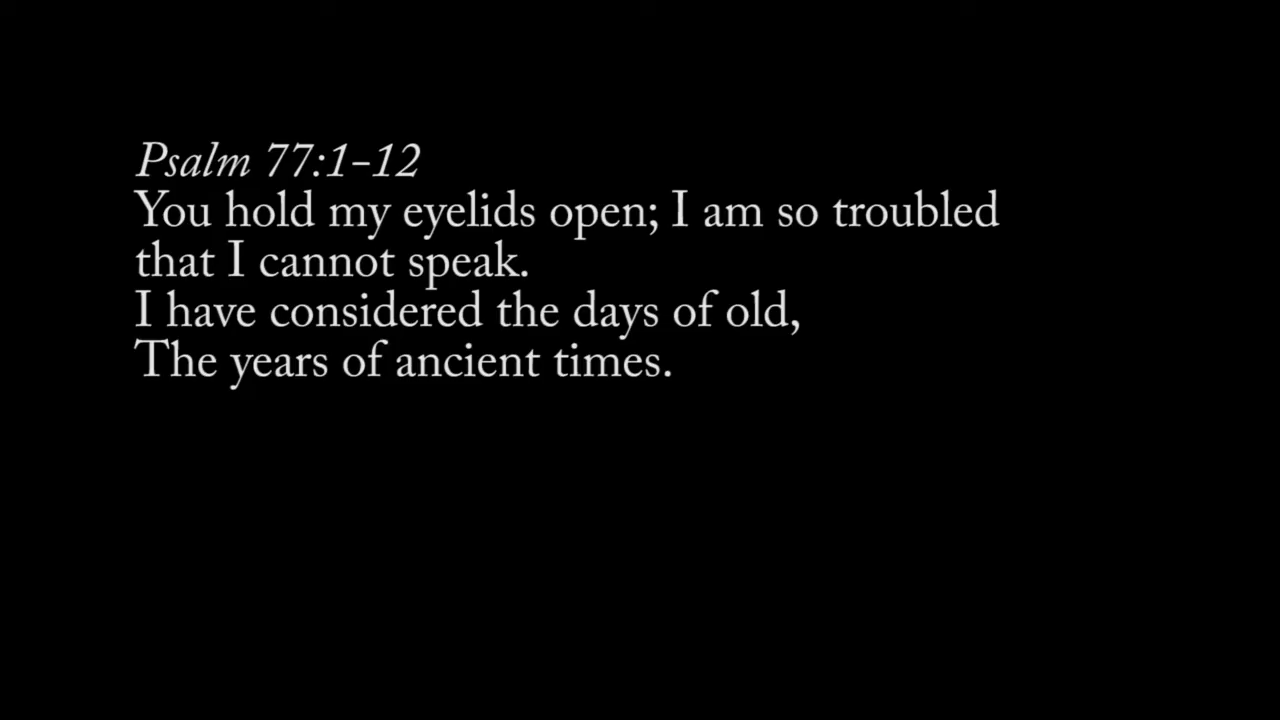 Psalm 77:1–12
You hold my eyelids open; I am so troubled
that I cannot speak.
I have considered the days of old,
The years of ancient times.